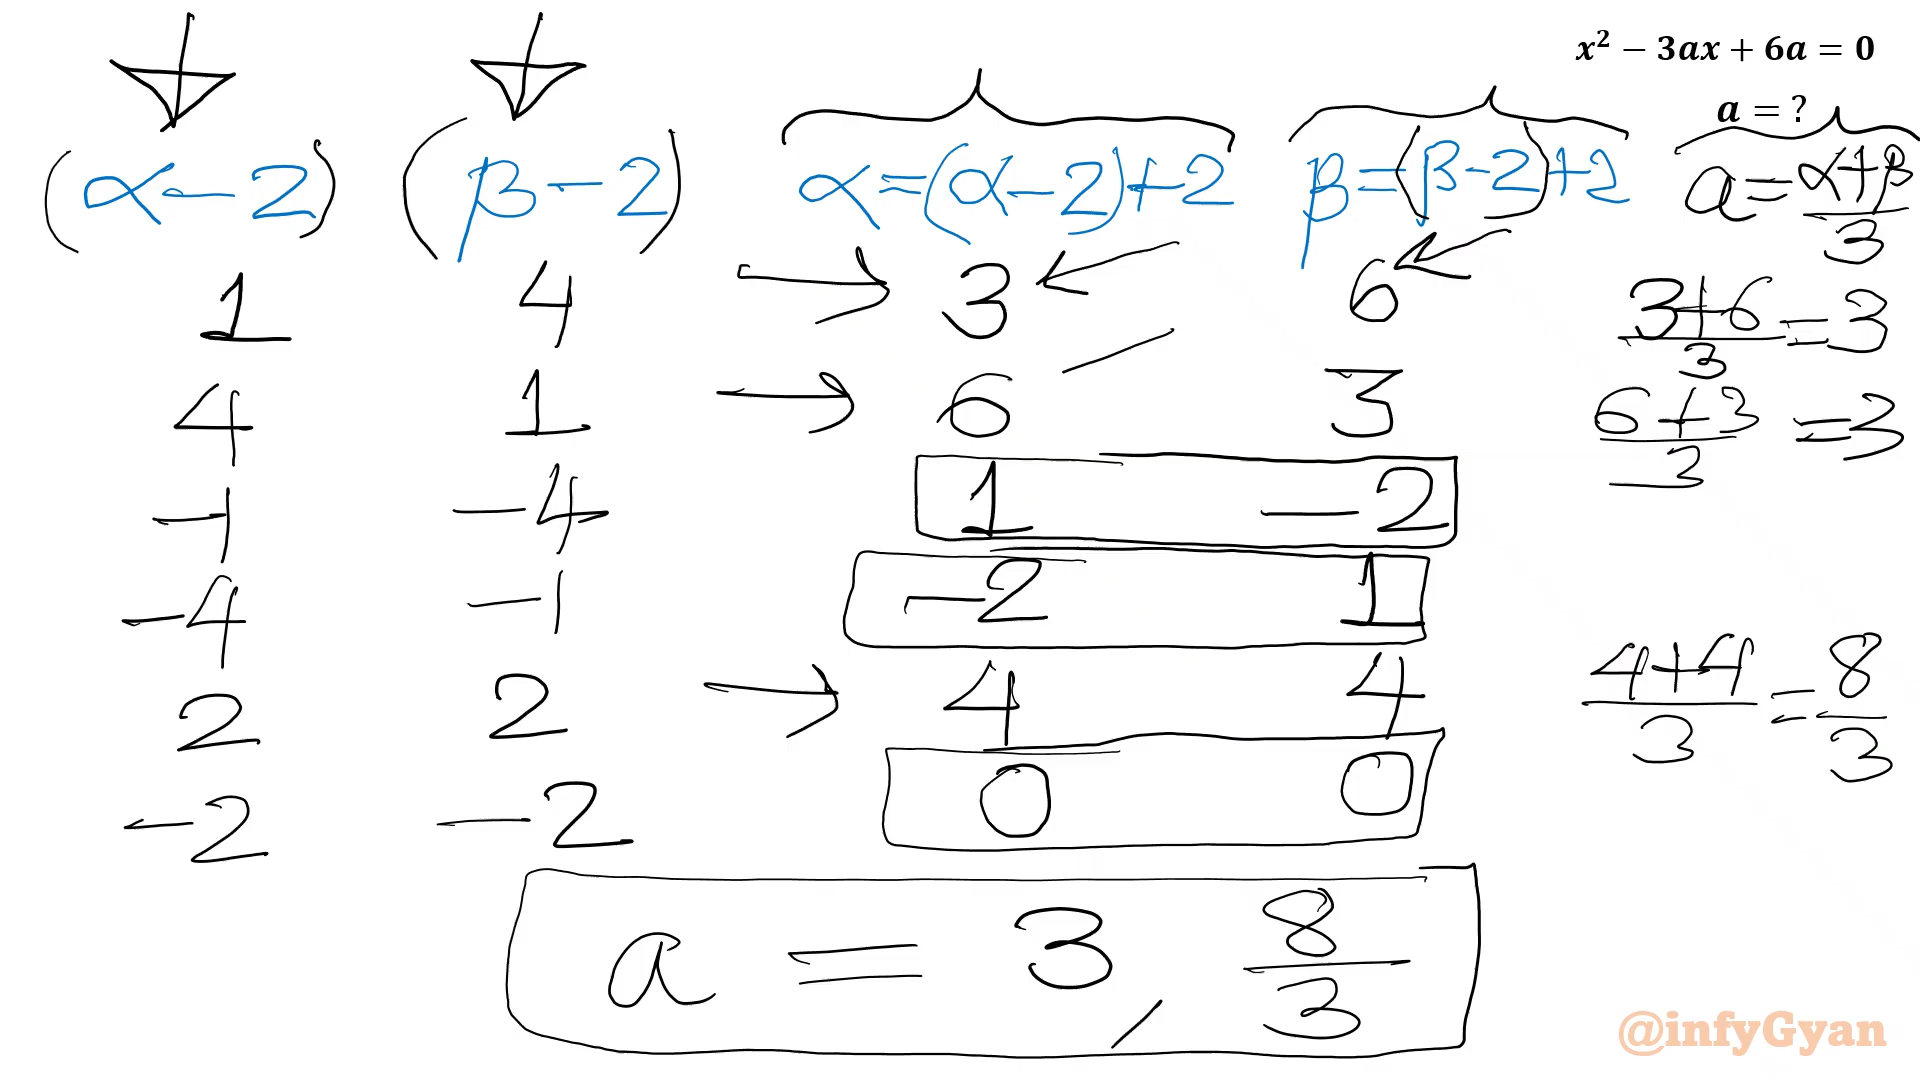 x² − 3ax + 6a = 0
a = ?
(α − 2) (β − 2) α = (α − 2) + 2 β = (β − 2) + 2 a = (α + β)/3
1 4 → 3 6 (3+6)/3 = 3
4 1 → 6 3 (6+3)/3 = 3
−1 −4 1 −2
−4 −1 −2 1
2 2 → 4 4 (4+4)/3 = 8/3
−2 −2 0 0
a = 3, 8/3
@infyGyan